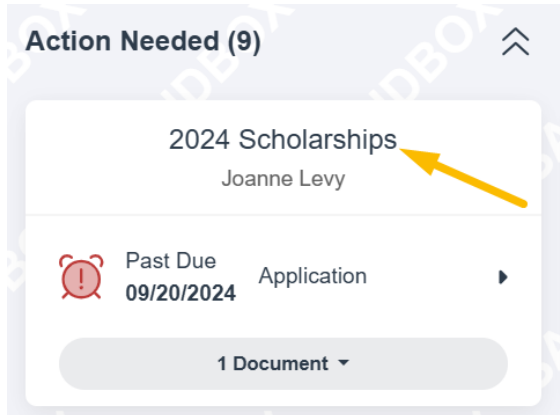 Action Needed (9)
2024 Scholarships
Joanne Levy
Past Due
09/20/2024
Application
1 Document